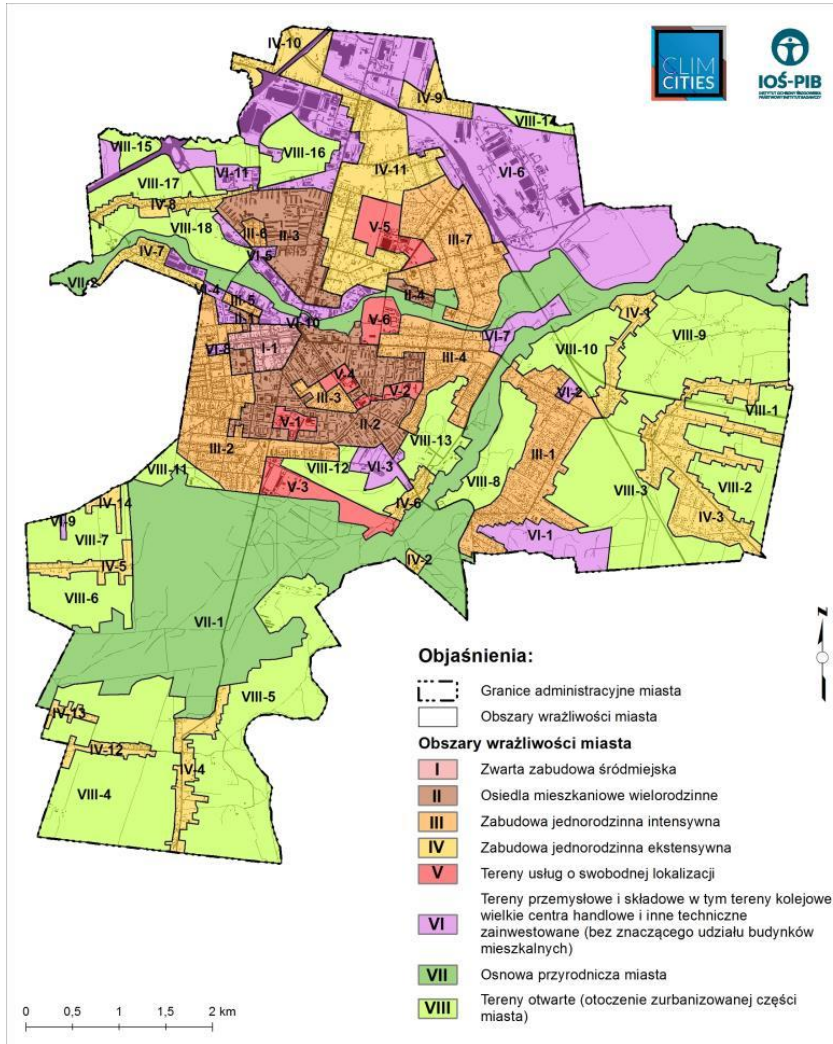 CLIM
CITIES
IOŚ-PIB
INSTYTUT OCHRONY ŚRODOWISKA
PAŃSTWOWY INSTYTUT BADAWCZY
IV-10
IV-9
VIII-14
VIII-15
VIII-16
VI-11
IV-11
VI-6
VIII-17
IV-8
III-6
II-3
V-5
III-7
VIII-18
IV-7
VI-5
VII-2
VI-4
III-5
II-4
II-1
VI-10
V-6
IV-1
VIII-9
VI-8
I-1
VI-7
III-4
VIII-10
V-4
V-2
VI-2
VIII-1
III-3
V-1
II-2
III-2
VIII-13
III-1
VIII-11
VIII-12
VI-3
VIII-8
VIII-3
VIII-2
V-3
IV-6
IV-3
IV-14
VI-9
VIII-7
VI-1
IV-5
IV-2
VIII-6
VII-1
VIII-5
IV-13
IV-12
IV-4
VIII-4
Z
Objaśnienia:
Granice administracyjne miasta
Obszary wrażliwości miasta
Obszary wrażliwości miasta
I Zwarta zabudowa śródmiejska
II Osiedla mieszkaniowe wielorodzinne
III Zabudowa jednorodzinna intensywna
IV Zabudowa jednorodzinna ekstensywna
V Tereny usług o swobodnej lokalizacji
Tereny przemysłowe i składowe w tym tereny kolejowe
wielkie centra handlowe i inne techniczne
VI zainwestowane (bez znaczącego udziału budynków
mieszkalnych)
VII Osnowa przyrodnicza miasta
VIII Tereny otwarte (otoczenie zurbanizowanej części
miasta)
0 0,5 1 2 km